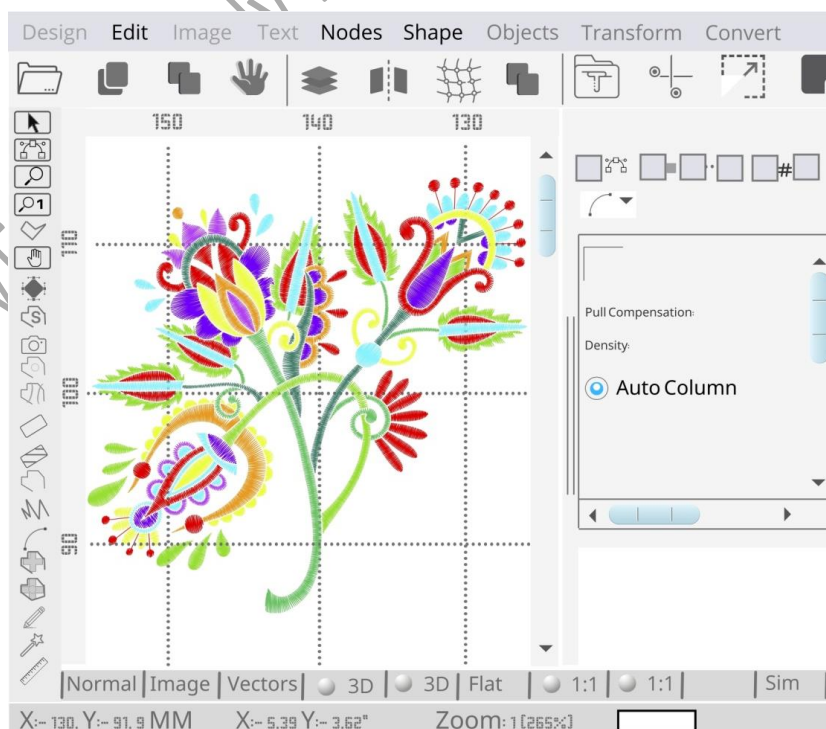 Design Edit Image Text Nodes Shape Objects Transform Convert
1
150 140 130
110
#
S
Pull Compensation:
Density:
100
Auto Column
90
Normal Image Vectors 3D 3D Flat 1:1 1:1 Sim
X:- 130. Y:- 91. 9 MM X:- 5.39 Y:- 3.62" Zoom: 1 [265%]